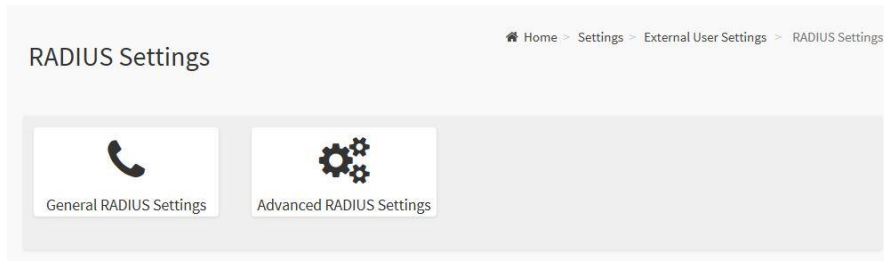 Home > Settings > External User Settings > RADIUS Settings
RADIUS Settings
General RADIUS Settings
Advanced RADIUS Settings